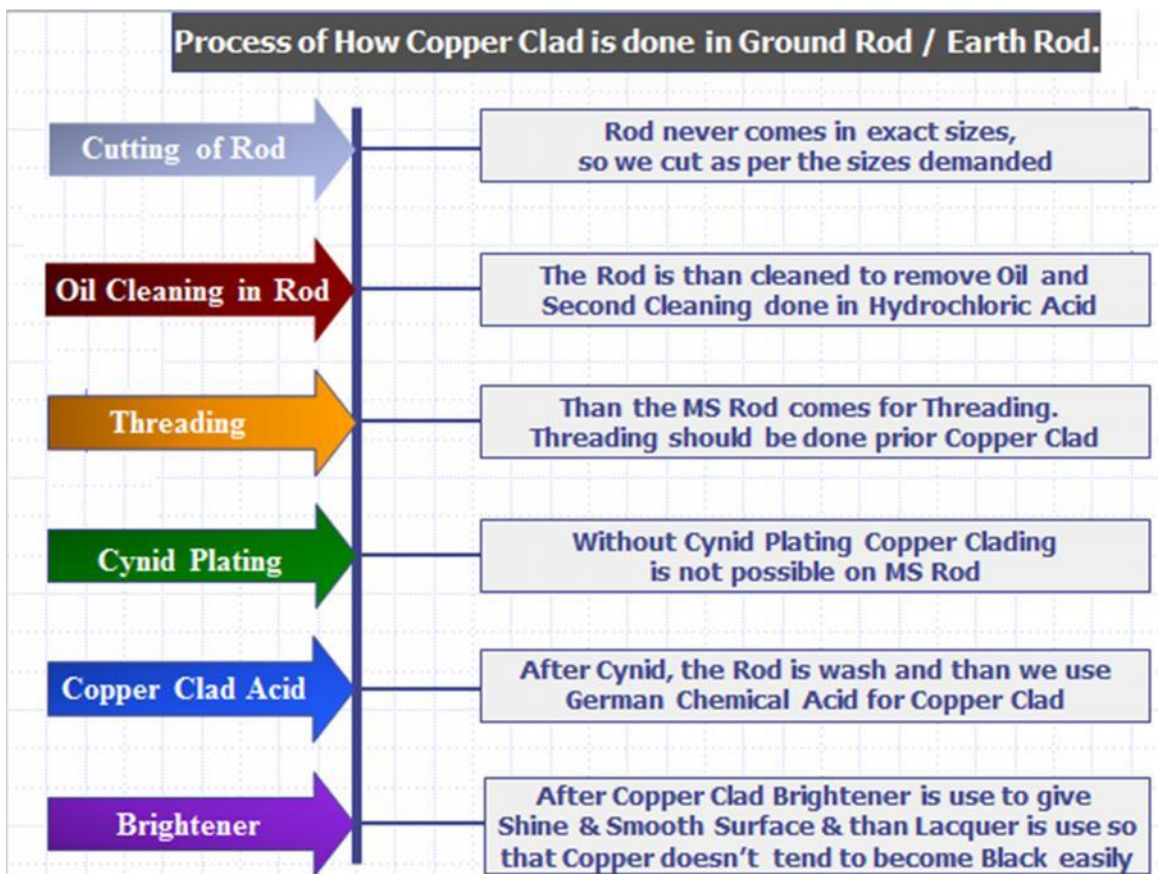 Process of How Copper Clad is done in Ground Rod / Earth Rod.
Cutting of Rod
Rod never comes in exact sizes,
so we cut as per the sizes demanded
Oil Cleaning in Rod
The Rod is than cleaned to remove Oil and
Second Cleaning done in Hydrochloric Acid
Threading
Than the MS Rod comes for Threading.
Threading should be done prior Copper Clad
Cynid Plating
Without Cynid Plating Copper Clading
is not possible on MS Rod
Copper Clad Acid
After Cynid, the Rod is wash and than we use
German Chemical Acid for Copper Clad
Brightener
After Copper Clad Brightener is use to give
Shine & Smooth Surface & than Lacquer is use so
that Copper doesn't tend to become Black easily